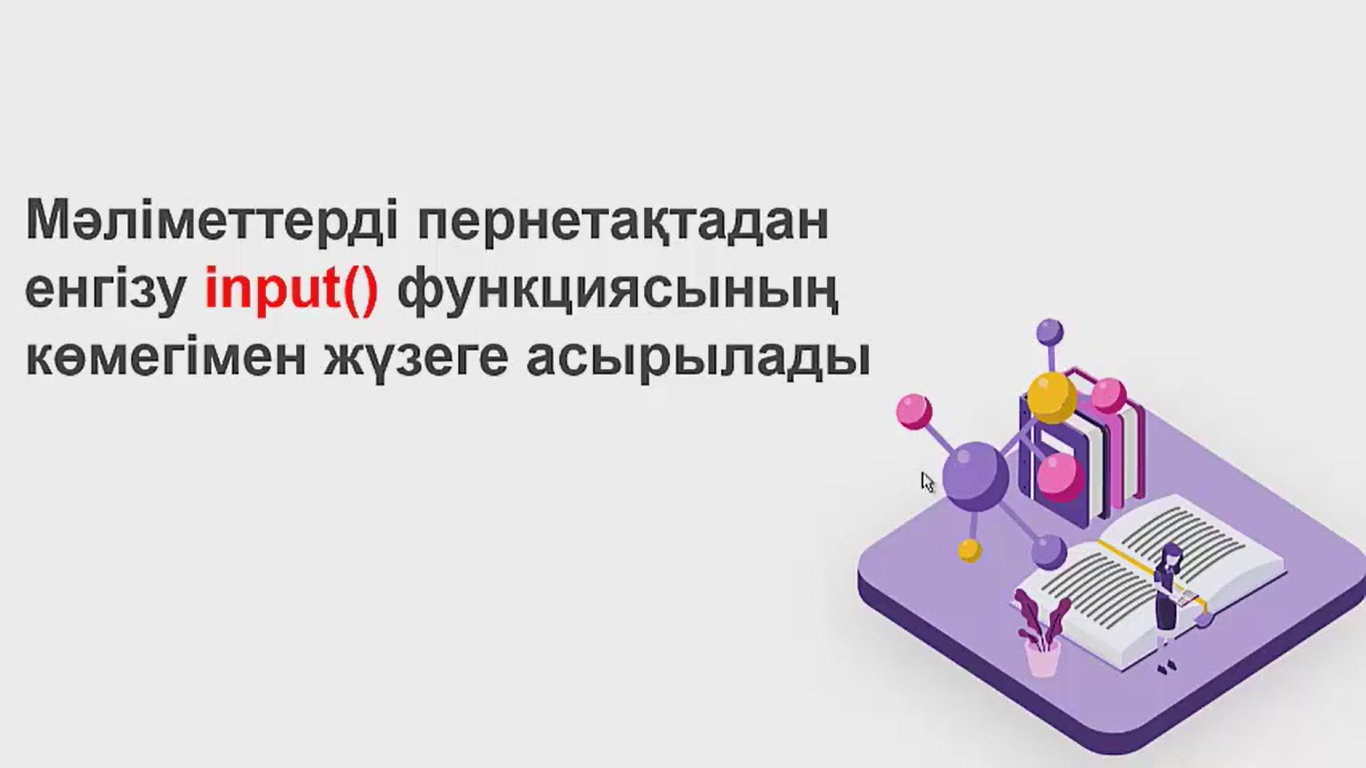 Мәліметтерді пернетақтадан
енгізу input() функциясының
көмегімен жүзеге асырылады